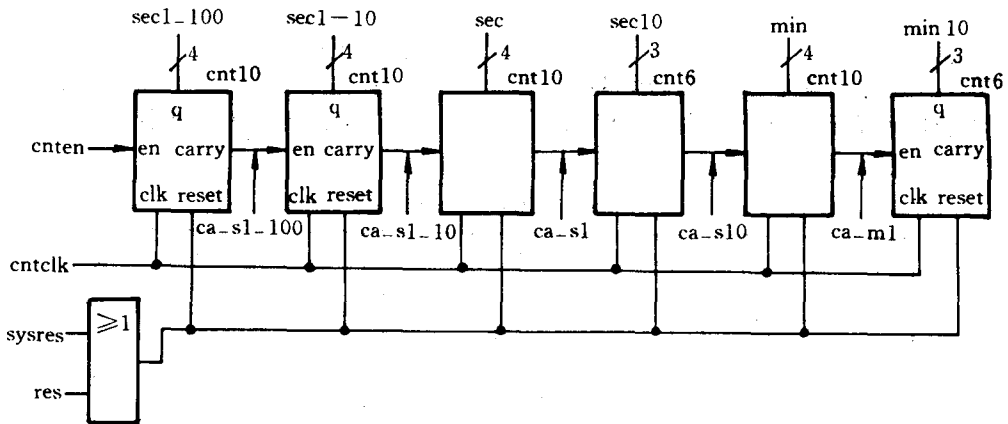 sec1_100 sec1-10 sec sec10 min min 10
4 4 4 3 4 3
cnt10 cnt10 cnt10 cnt6 cnt10 cnt6
q q q
cnten en carry en carry en carry
clk reset clk reset clk reset
ca_s1_100 ca_s1_10 ca_s1 ca_s10 ca_m1
cntclk
≥1
sysres
res